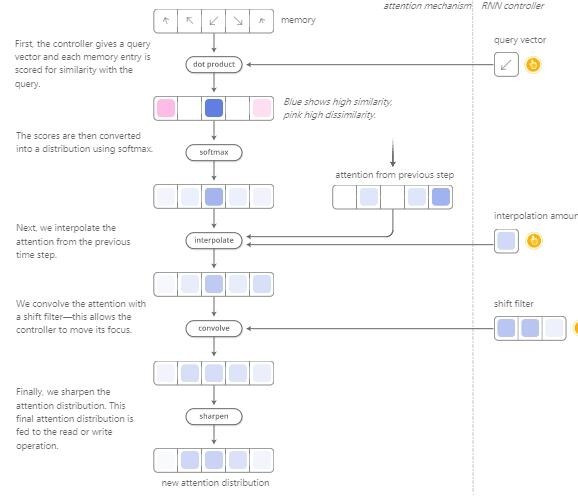 attention mechanism
RNN controller
memory
First, the controller gives a query
vector and each memory entry is
scored for similarity with the
query.
query vector
dot product
Blue shows high similarity,
pink high dissimilarity.
The scores are then converted
into a distribution using softmax.
softmax
attention from previous step
Next, we interpolate the
attention from the previous
time step.
interpolate
interpolation amoun
We convolve the attention with
a shift filter—this allows the
controller to move its focus.
shift filter
convolve
Finally, we sharpen the
attention distribution. This
final attention distribution is
fed to the read or write
operation.
sharpen
new attention distribution